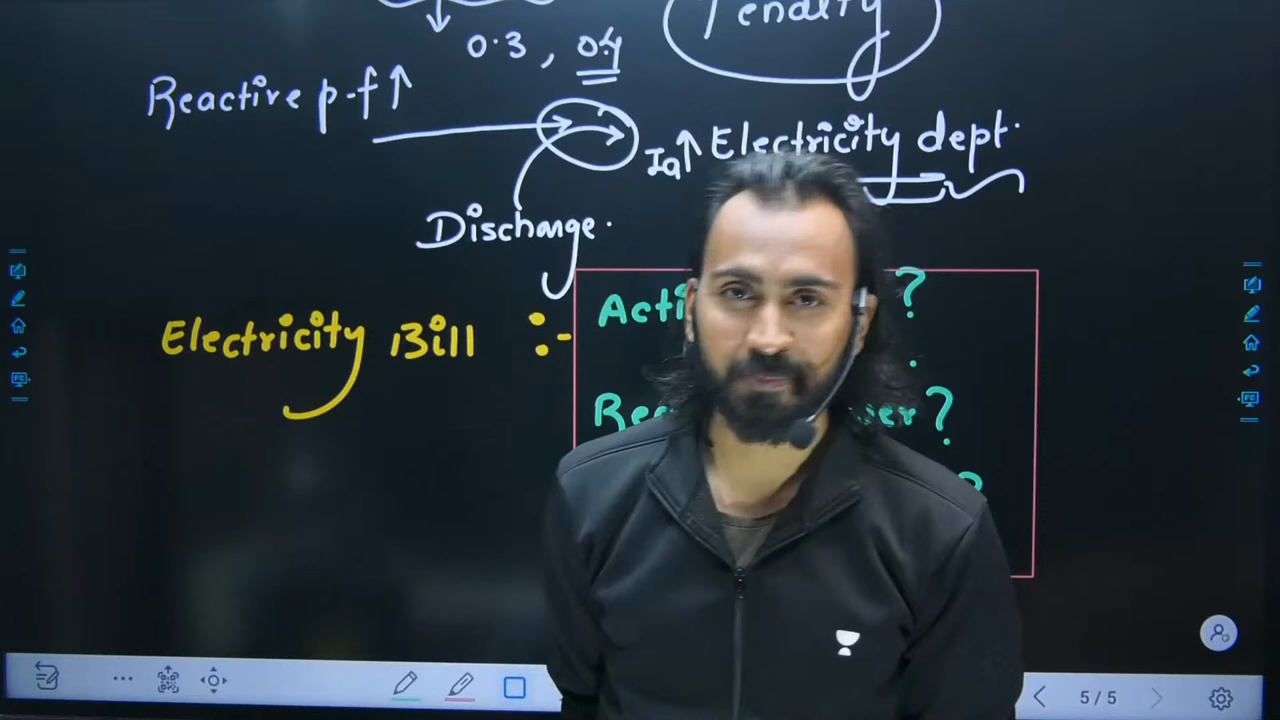 Penalty
0.3, 0.4
Reactive p.f↑
Ia↑ Electricity dept.
Discharge.
Electricity Bill :-
?
?
?
5 / 5